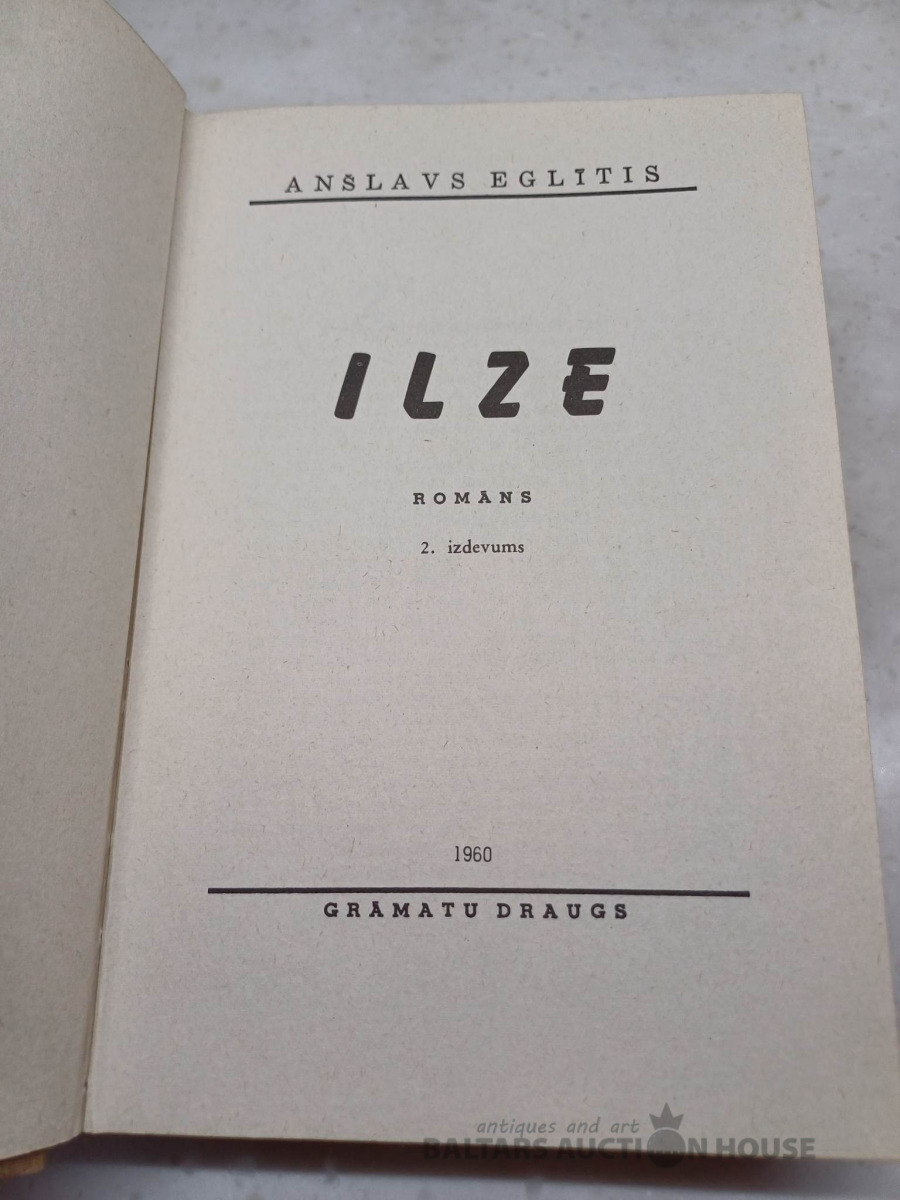 ANŠLAVS EGLĪTIS
ILZE
ROMĀNS
2. izdevums
1960
GRĀMATU DRAUGS
antiques and art
BALTARS AUCTION HOUSE